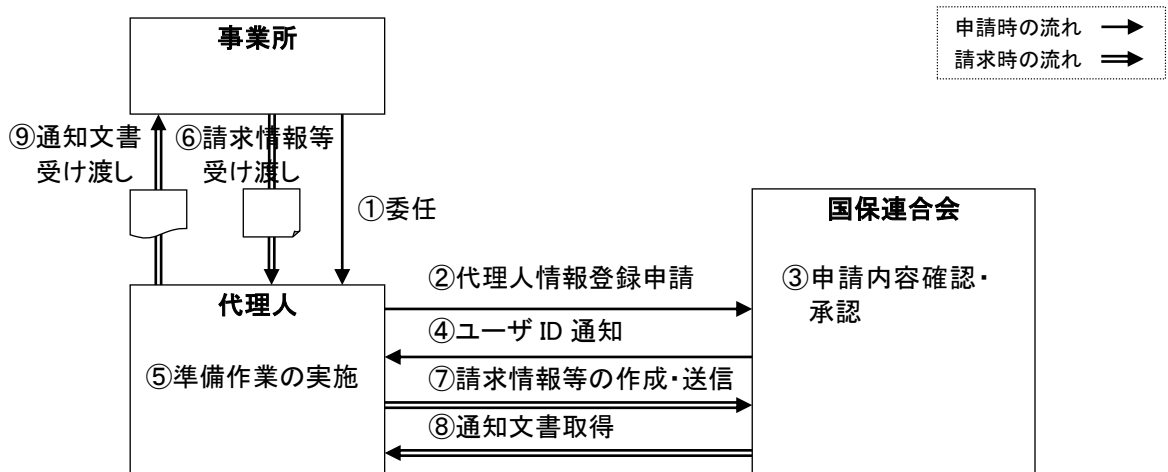 事業所
申請時の流れ
請求時の流れ
⑨通知文書
受け渡し
⑥請求情報等
受け渡し
①委任
国保連合会
③申請内容確認・
承認
②代理人情報登録申請
代理人
④ユーザ ID 通知
⑤準備作業の実施
⑦請求情報等の作成・送信
⑧通知文書取得